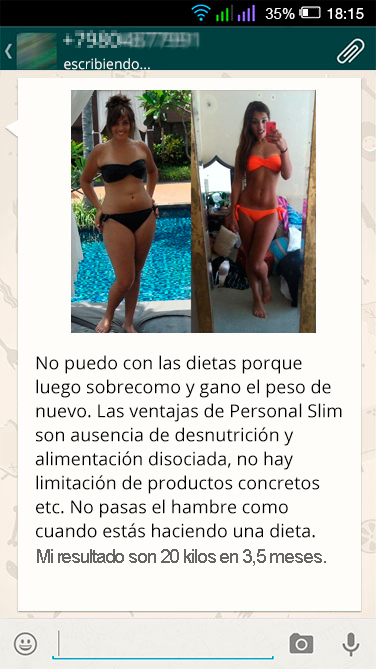 35% 18:15
escribiendo...
No puedo con las dietas porque
luego sobrecomo y gano el peso de
nuevo. Las ventajas de Personal Slim
son ausencia de desnutrición y
alimentación disociada, no hay
limitación de productos concretos
etc. No pasas el hambre como
cuando estás haciendo una dieta.
Mi resultado son 20 kilos en 3,5 meses.